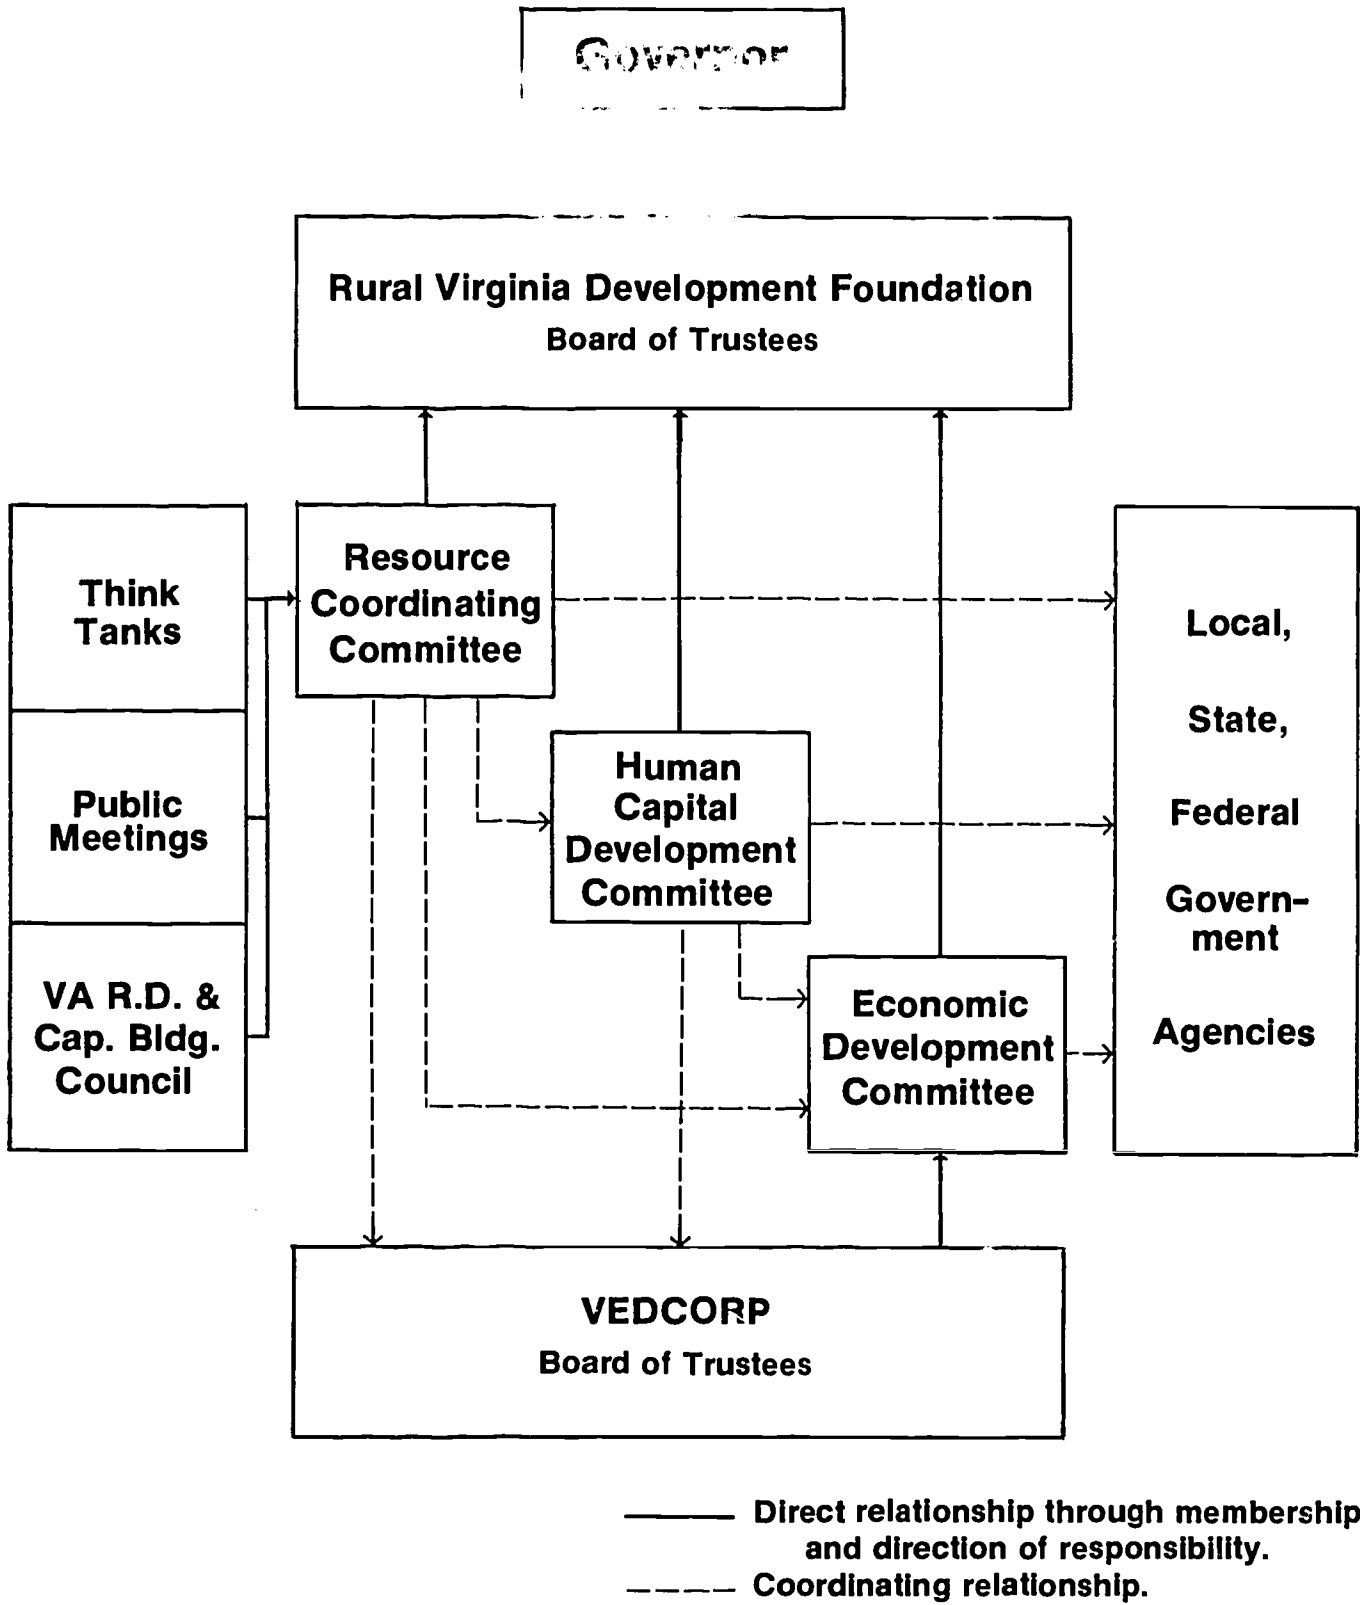 Governor
Rural Virginia Development Foundation
Board of Trustees
Think
Tanks
Public
Meetings
VA R.D. &
Cap. Bldg.
Council
Resource
Coordinating
Committee
Human
Capital
Development
Committee
Economic
Development
Committee
Local,
State,
Federal
Govern-
ment
Agencies
VEDCORP
Board of Trustees
Direct relationship through membership
and direction of responsibility.
Coordinating relationship.